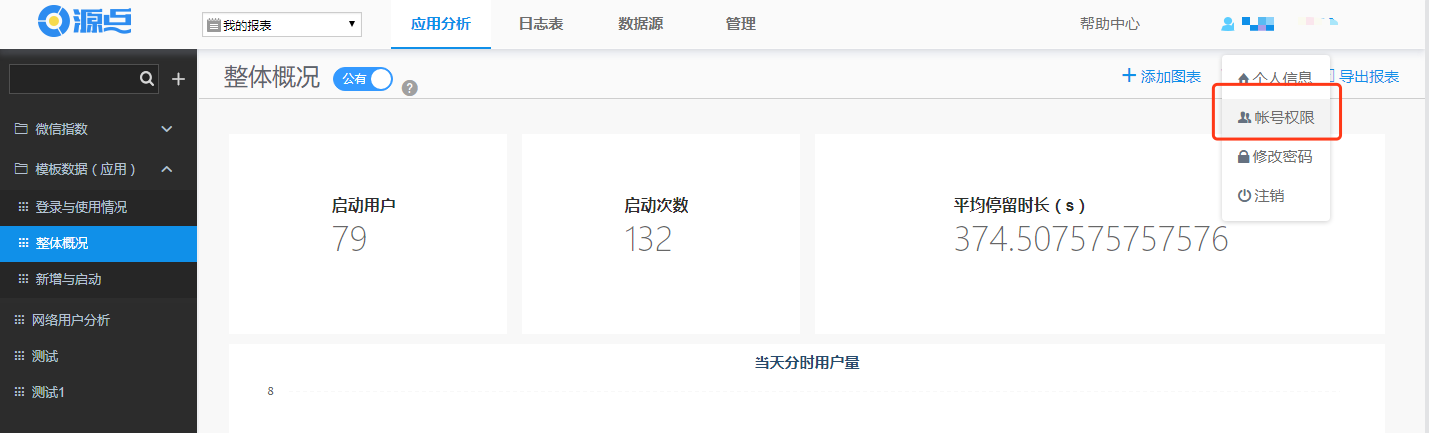 源点
我的报表
应用分析
日志表
数据源
管理
帮助中心
微信指数
模板数据（应用）
登录与使用情况
整体概况
新增与启动
网络用户分析
测试
测试1
整体概况
公有
?
添加图表
导出报表
个人信息
帐号权限
修改密码
注销
启动用户
79
启动次数
132
平均停留时长（s）
374.507575757576
当天分时用户量
8